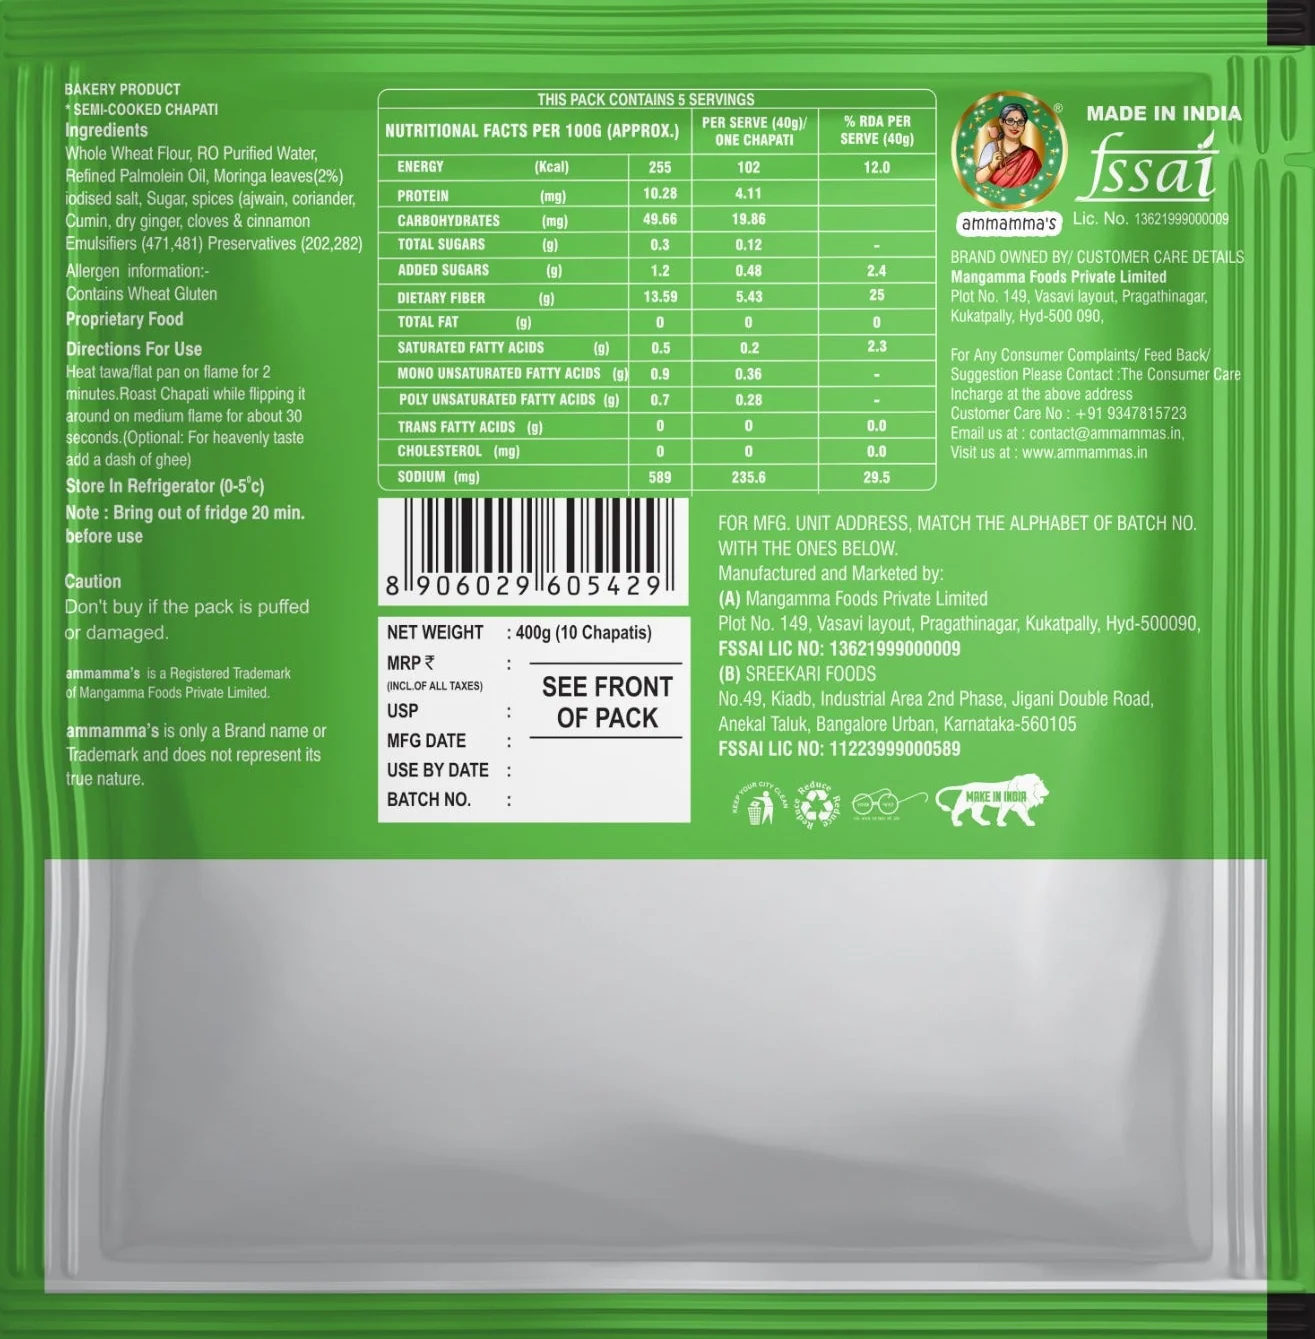 BAKERY PRODUCT
* SEMI-COOKED CHAPATI
Ingredients
Whole Wheat Flour, RO Purified Water,
Refined Palmolein Oil, Moringa leaves(2%)
iodised salt, Sugar, spices (ajwain, coriander,
Cumin, dry ginger, cloves & cinnamon
Emulsifiers (471,481) Preservatives (202,282)
Allergen information:-
Contains Wheat Gluten
Proprietary Food
Directions For Use
Heat tawa/flat pan on flame for 2
minutes.Roast Chapati while flipping it
around on medium flame for about 30
seconds.(Optional: For heavenly taste
add a dash of ghee)
Store In Refrigerator (0-5⁰c)
Note : Bring out of fridge 20 min.
before use
Caution
Don't buy if the pack is puffed
or damaged.
ammamma's is a Registered Trademark
of Mangamma Foods Private Limited.
ammamma's is only a Brand name or
Trademark and does not represent its
true nature.
THIS PACK CONTAINS 5 SERVINGS
NUTRITIONAL FACTS PER 100G (APPROX.) PER SERVE (40g)/ ONE CHAPATI % RDA PER SERVE (40g)
ENERGY (Kcal) 255 102 12.0
PROTEIN (mg) 10.28 4.11
CARBOHYDRATES (mg) 49.66 19.86
TOTAL SUGARS (g) 0.3 0.12 -
ADDED SUGARS (g) 1.2 0.48 2.4
DIETARY FIBER (g) 13.59 5.43 25
TOTAL FAT (g) 0 0 0
SATURATED FATTY ACIDS (g) 0.5 0.2 2.3
MONO UNSATURATED FATTY ACIDS (g) 0.9 0.36 -
POLY UNSATURATED FATTY ACIDS (g) 0.7 0.28 -
TRANS FATTY ACIDS (g) 0 0 0.0
CHOLESTEROL (mg) 0 0 0.0
SODIUM (mg) 589 235.6 29.5
8 906029 605429
NET WEIGHT : 400g (10 Chapatis)
MRP ₹ :
(INCL.OF ALL TAXES)
USP :
MFG DATE :
USE BY DATE :
BATCH NO. :
SEE FRONT
OF PACK
®
ammamma's
MADE IN INDIA
fssai
Lic. No. 13621999000009
BRAND OWNED BY/ CUSTOMER CARE DETAILS
Mangamma Foods Private Limited
Plot No. 149, Vasavi layout, Pragathinagar,
Kukatpally, Hyd-500 090,
For Any Consumer Complaints/ Feed Back/
Suggestion Please Contact :The Consumer Care
Incharge at the above address
Customer Care No : +91 9347815723
Email us at : contact@ammammas.in,
Visit us at : www.ammammas.in
FOR MFG. UNIT ADDRESS, MATCH THE ALPHABET OF BATCH NO.
WITH THE ONES BELOW.
Manufactured and Marketed by:
(A) Mangamma Foods Private Limited
Plot No. 149, Vasavi layout, Pragathinagar, Kukatpally, Hyd-500090,
FSSAI LIC NO: 13621999000009
(B) SREEKARI FOODS
No.49, Kiadb, Industrial Area 2nd Phase, Jigani Double Road,
Anekal Taluk, Bangalore Urban, Karnataka-560105
FSSAI LIC NO: 11223999000589
KEEP YOUR CITY CLEAN
Reduce Reduce Reduce
MAKE IN INDIA